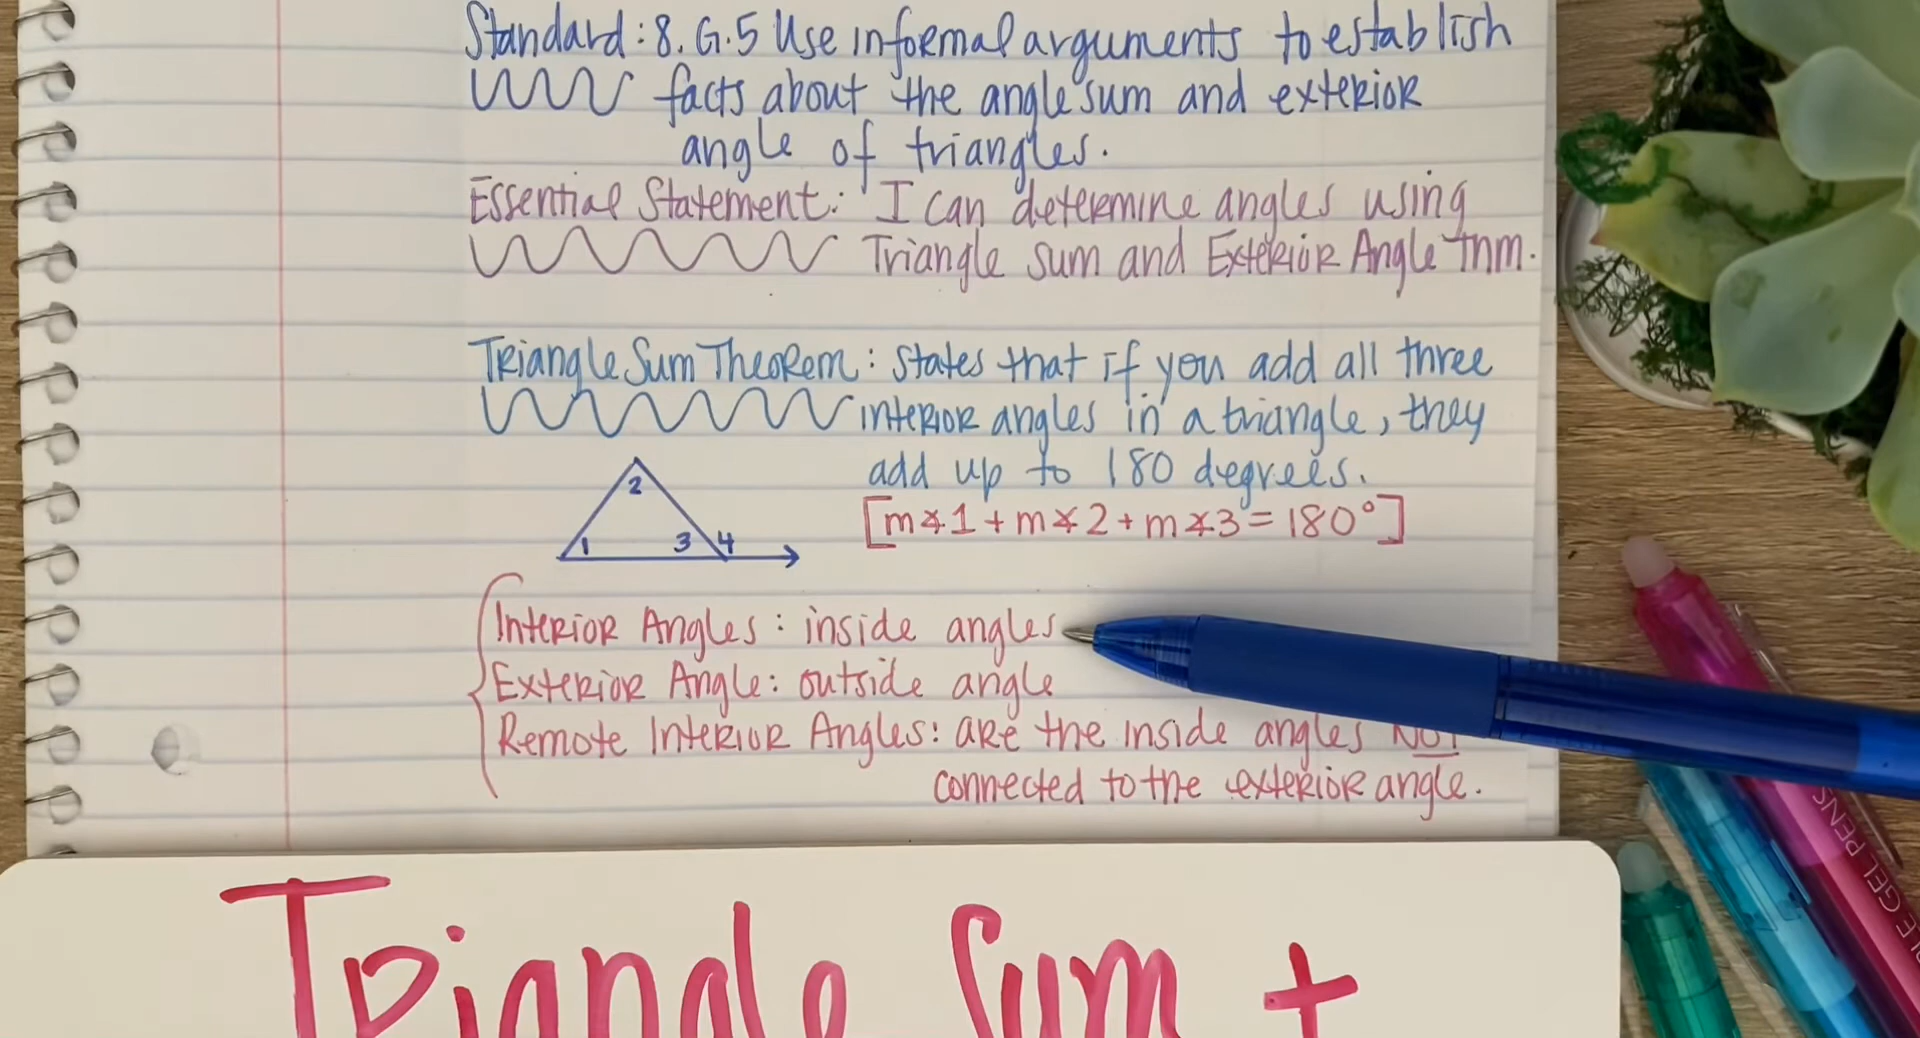 Standard: 8.G.5 Use informal arguments to establish
facts about the angle sum and exterior
angle of triangles.
Essential Statement: I can determine angles using
Triangle Sum and Exterior Angle Thm.
Triangle Sum Theorem: states that if you add all three
interior angles in a triangle, they
add up to 180 degrees.
[m∡1 + m∡2 + m∡3 = 180°]
2
1 3 4
Interior Angles: inside angles
Exterior Angle: outside angle
Remote Interior Angles: are the inside angles NOT
connected to the exterior angle.
GEL PENS
Triangle Sum +